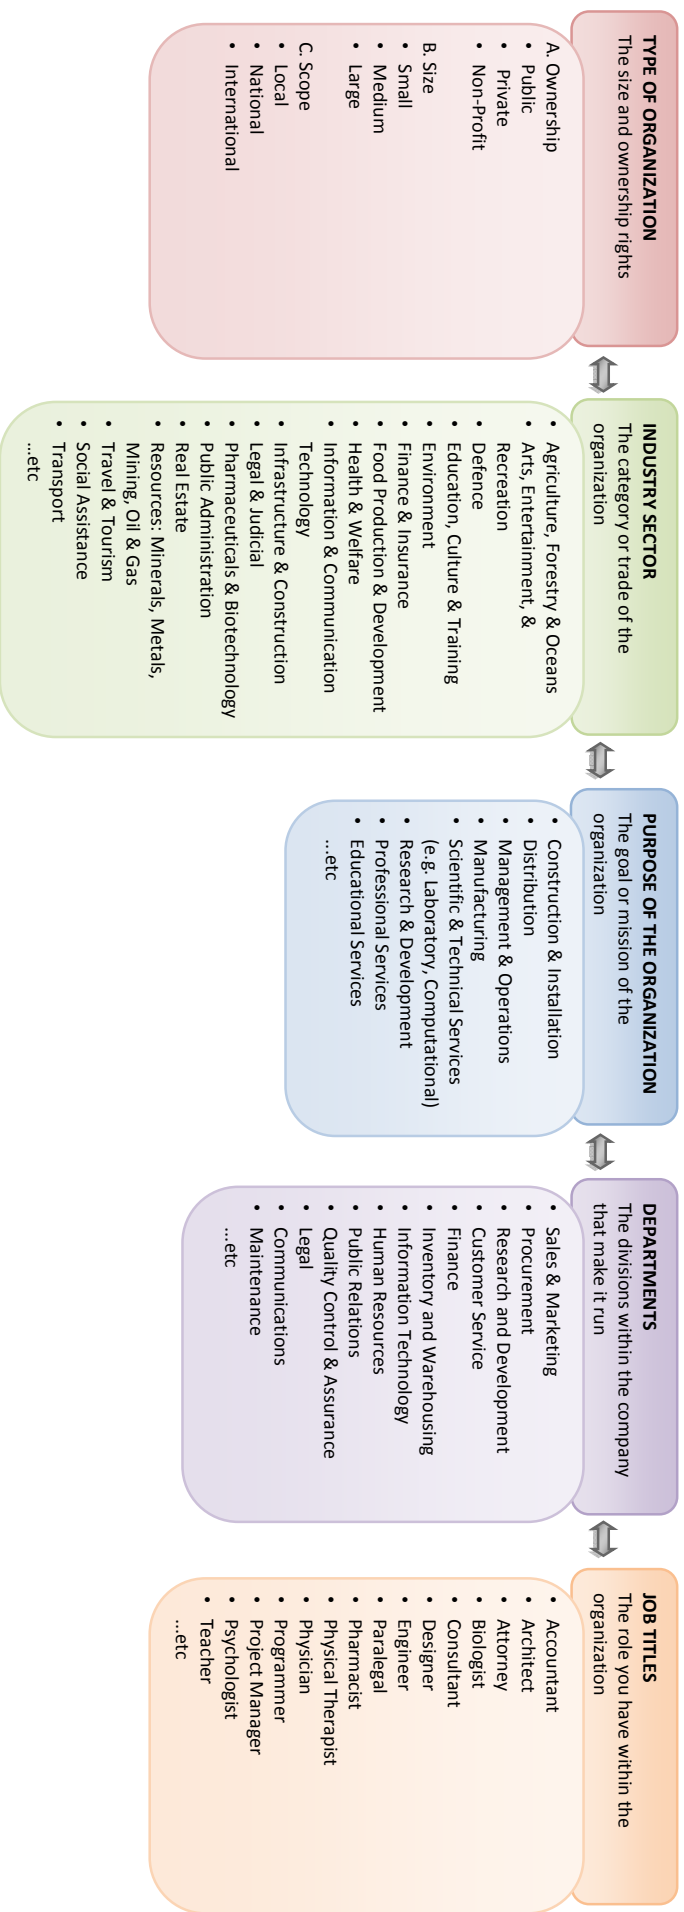 TYPE OF ORGANIZATION
The size and ownership rights
A. Ownership
• Public
• Private
• Non-Profit
B. Size
• Small
• Medium
• Large
C. Scope
• Local
• National
• International
INDUSTRY SECTOR
The category or trade of the
organization
• Agriculture, Forestry & Oceans
• Arts, Entertainment, &
Recreation
• Defence
• Education, Culture & Training
• Environment
• Finance & Insurance
• Food Production & Development
• Health & Welfare
• Information & Communication
Technology
• Infrastructure & Construction
• Legal & Judicial
• Pharmaceuticals & Biotechnology
• Public Administration
• Real Estate
• Resources: Minerals, Metals,
Mining, Oil & Gas
• Travel & Tourism
• Social Assistance
• Transport
...etc
PURPOSE OF THE ORGANIZATION
The goal or mission of the
organization
• Construction & Installation
• Distribution
• Management & Operations
• Manufacturing
• Scientific & Technical Services
(e.g. Laboratory, Computational)
• Research & Development
• Professional Services
• Educational Services
...etc
DEPARTMENTS
The divisions within the company
that make it run
• Sales & Marketing
• Procurement
• Research and Development
• Customer Service
• Finance
• Inventory and Warehousing
• Information Technology
• Human Resources
• Public Relations
• Quality Control & Assurance
• Legal
• Communications
• Maintenance
...etc
JOB TITLES
The role you have within the
organization
• Accountant
• Architect
• Attorney
• Biologist
• Consultant
• Designer
• Engineer
• Paralegal
• Pharmacist
• Physical Therapist
• Physician
• Programmer
• Project Manager
• Psychologist
• Teacher
...etc